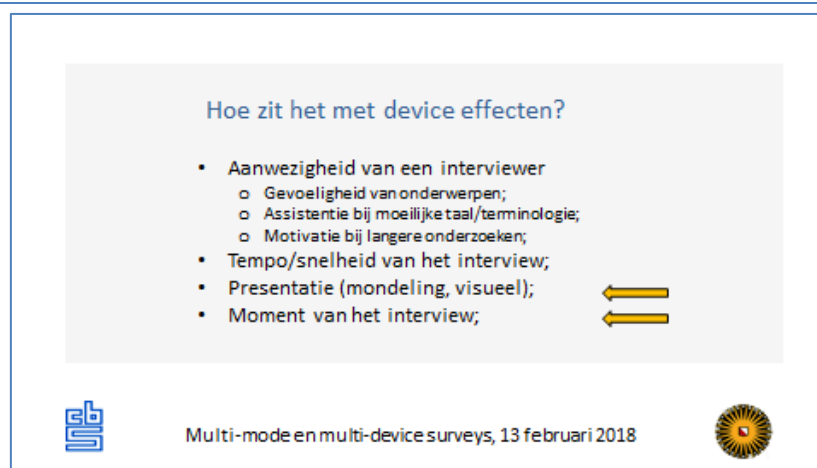 Hoe zit het met device effecten?
• Aanwezigheid van een interviewer
o Gevoeligheid van onderwerpen;
o Assistentie bij moeilijke taal/terminologie;
o Motivatie bij langere onderzoeken;
• Tempo/snelheid van het interview;
• Presentatie (mondeling, visueel);
• Moment van het interview;
cbs
Multi-mode en multi-device surveys, 13 februari 2018